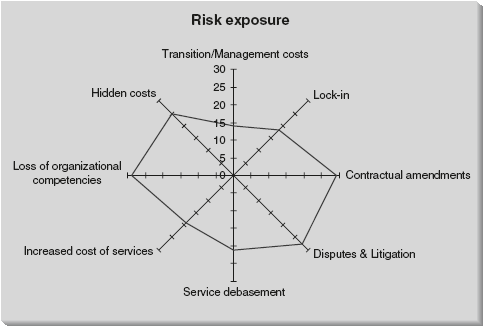 Risk exposure
Transition/Management costs
30
25
20
15
10
5
0
Lock-in
Hidden costs
Loss of organizational
competencies
Contractual amendments
Increased cost of services
Disputes & Litigation
Service debasement